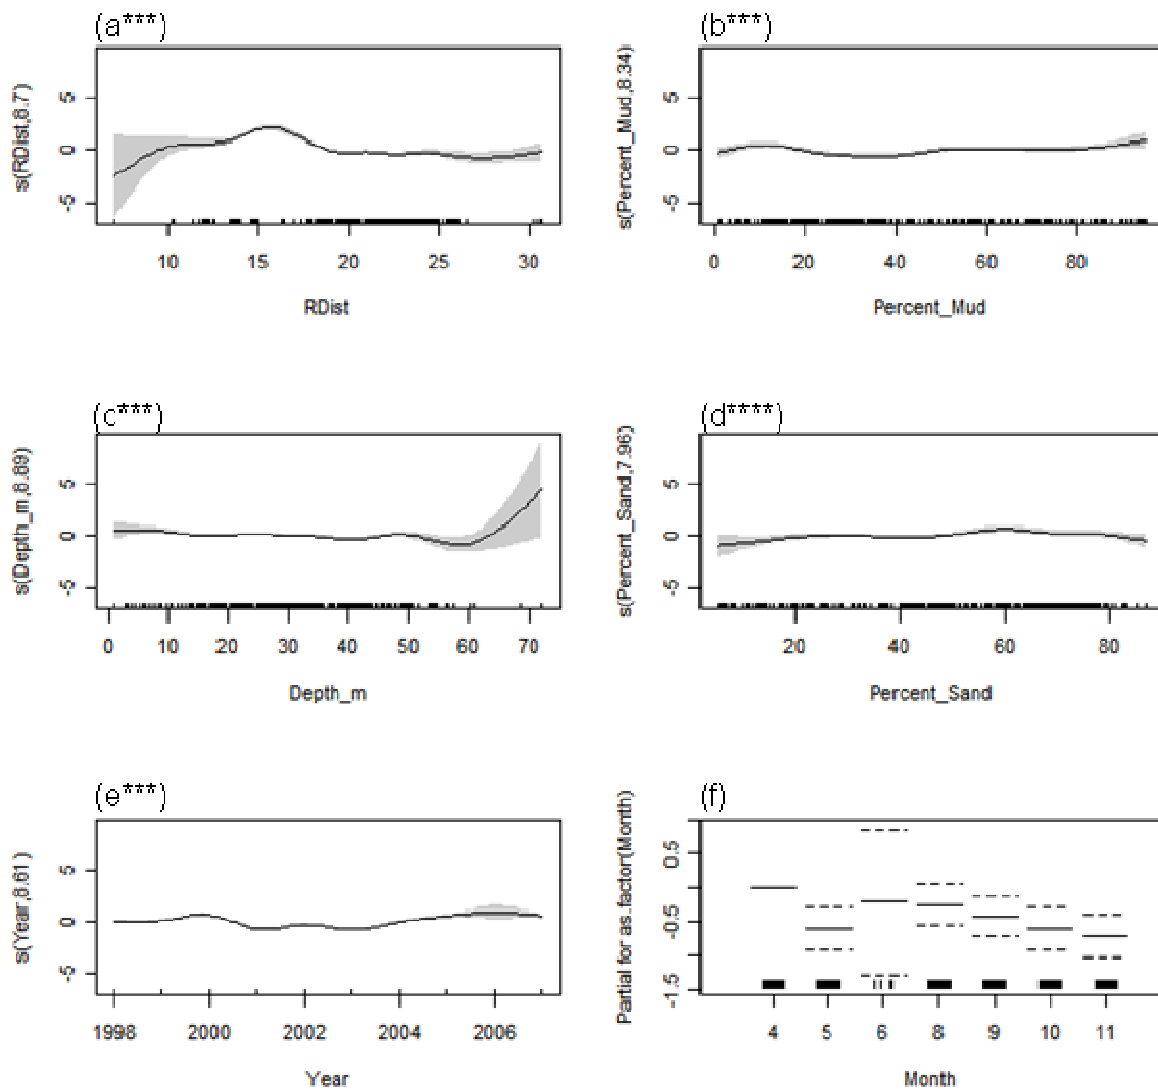 (a***)
s(RDist,8.7)
5
0
-5
10 15 20 25 30
RDist
(b***)
s(Percent_Mud,8.34)
5
0
-5
0 20 40 60 80
Percent_Mud
(c***)
s(Depth_m,8.89)
5
0
-5
0 10 20 30 40 50 60 70
Depth_m
(d****)
s(Percent_Sand,7.96)
5
0
-5
20 40 60 80
Percent_Sand
(e***)
s(Year,8.61)
5
0
-5
1998 2000 2002 2004 2006
Year
(f)
Partial for as.factor(Month)
0.5
-0.5
-1.5
4 5 6 8 9 10 11
Month